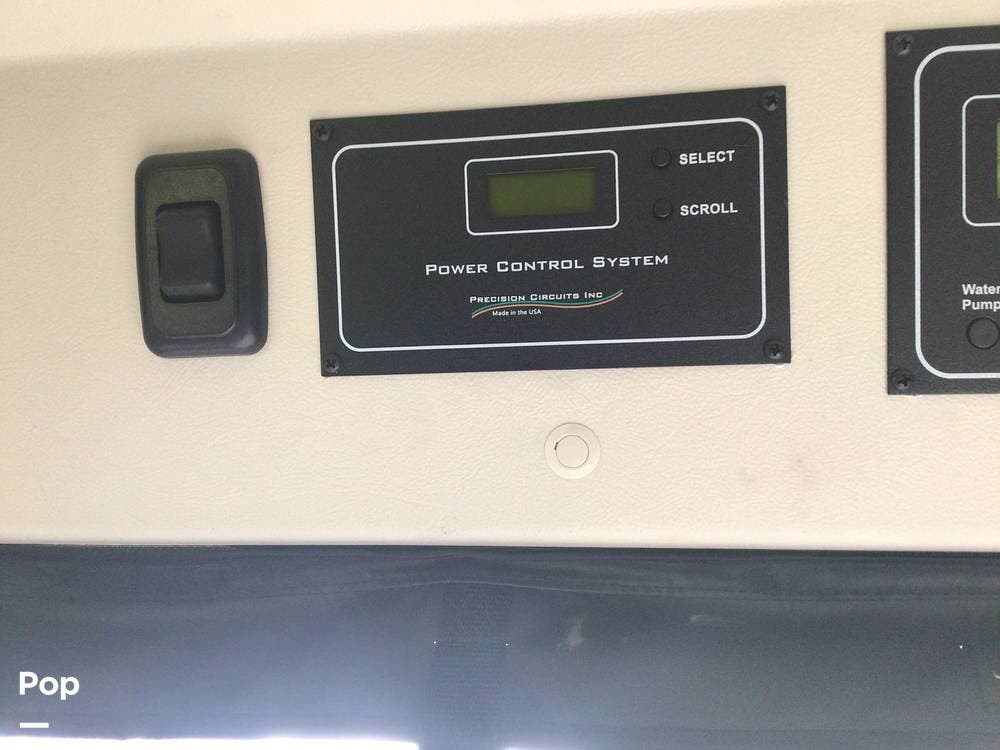 SELECT
SCROLL
POWER CONTROL SYSTEM
PRECISION CIRCUITS INC
Made in the USA
Water
Pump
Pop